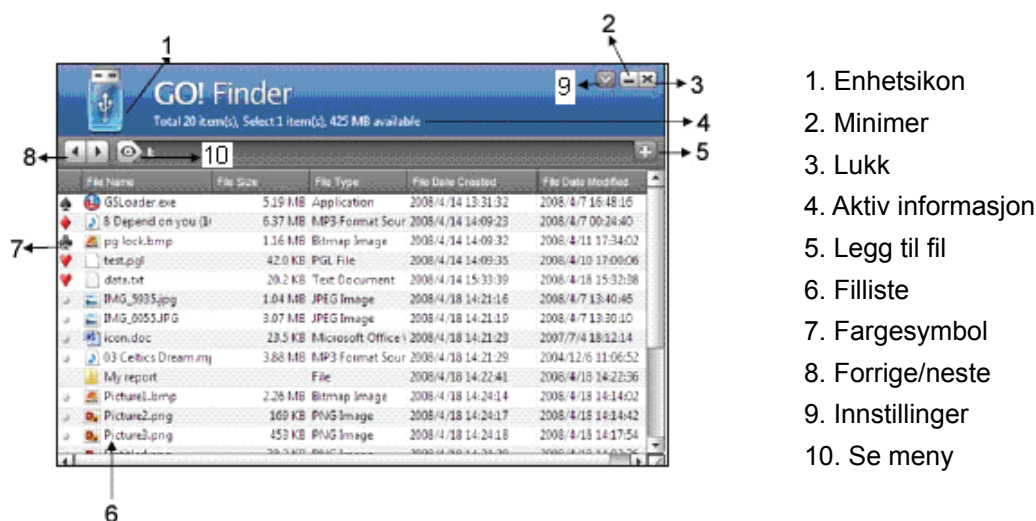 1
2
9
3
GO! Finder
Total 20 item(s), Select 1 item(s), 425 MB available
4
8
10
5
File Name File Size File Type File Date Created File Date Modified
GSLoader.exe 5.19 MB Application 2008/4/14 13:31:32 2008/4/7 16:48:16
8 Depend on you 6.37 MB MP3 Format Sour 2008/4/14 14:09:23 2008/4/7 00:24:40
7
pg lock.bmp 1.16 MB Bitmap Image 2008/4/14 14:09:32 2008/4/11 17:34:02
test.pgl 42.0 KB PGL File 2008/4/14 14:09:35 2008/4/10 17:00:06
data.txt 20.2 KB Text Document 2008/4/14 15:33:39 2008/4/18 15:32:38
IMG_5935.jpg 1.04 MB JPEG Image 2008/4/18 14:21:16 2008/4/7 13:40:46
IMG_6055.JPG 3.07 MB JPEG Image 2008/4/18 14:21:19 2008/4/7 13:30:10
icon.doc 23.5 KB Microsoft Office 2008/4/18 14:21:23 2007/7/4 18:12:14
03 Celtics Dream.mp 3.88 MB MP3 Format Sour 2008/4/18 14:21:29 2004/12/6 11:06:52
My report File 2008/4/18 14:22:41 2008/4/18 14:22:36
Picture1.bmp 2.26 MB Bitmap Image 2008/4/18 14:24:14 2008/4/18 14:14:02
Picture2.png 169 KB PNG Image 2008/4/18 14:24:17 2008/4/18 14:14:42
Picture3.png 453 KB PNG Image 2008/4/18 14:24:18 2008/4/18 14:17:54
6
1. Enhetsikon
2. Minimer
3. Lukk
4. Aktiv informasjon
5. Legg til fil
6. Filliste
7. Fargesymbol
8. Forrige/neste
9. Innstillinger
10. Se meny